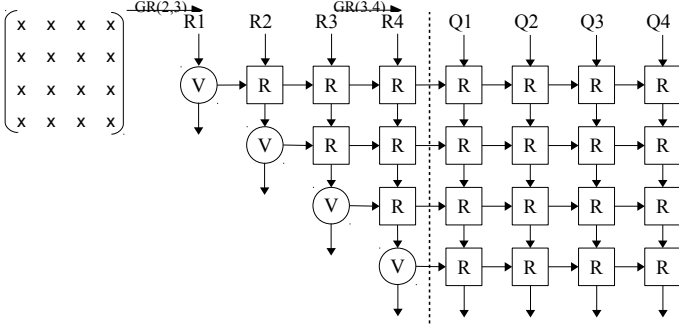 GR(2,3) GR(3,4)
x x x x R1 R2 R3 R4 Q1 Q2 Q3 Q4
x x x x
V R R R R R R R
x x x x
x x x x
V R R R R R R
V R R R R R
V R R R R